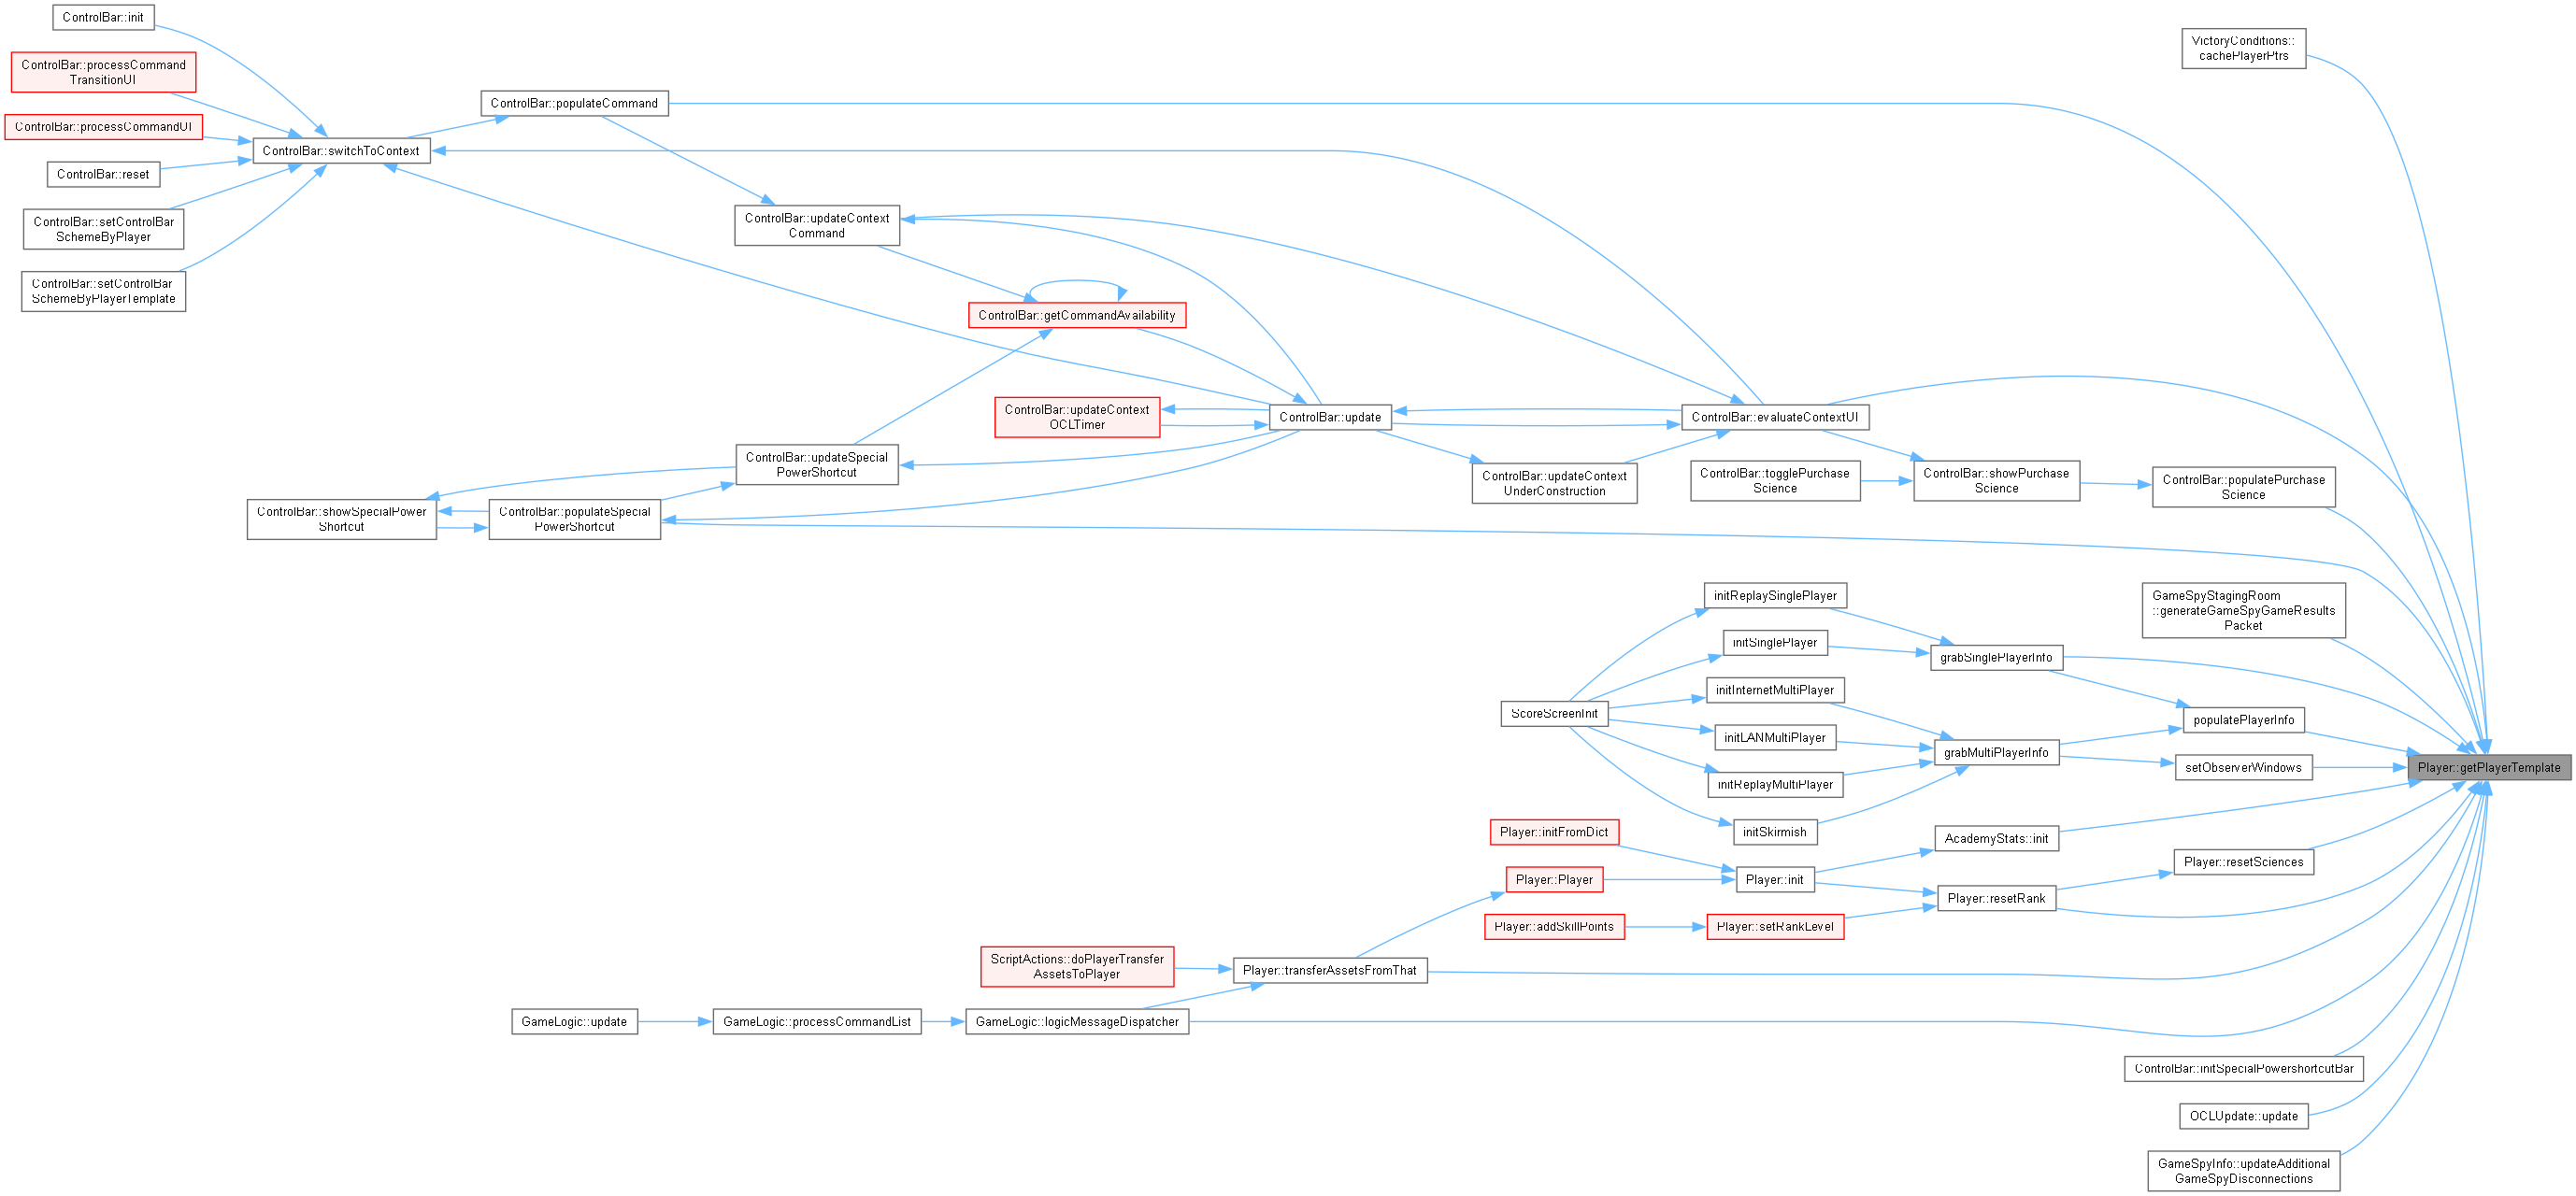 ControlBar::init
ControlBar::processCommand
TransitionUI
ControlBar::processCommandUI
ControlBar::switchToContext
ControlBar::reset
ControlBar::setControlBar
SchemeByPlayer
ControlBar::setControlBar
SchemeByPlayerTemplate
ControlBar::populateCommand
ControlBar::updateContext
Command
ControlBar::getCommandAvailability
ControlBar::updateContext
OCLTimer
ControlBar::update
ControlBar::evaluateContextUI
ControlBar::updateSpecial
PowerShortcut
ControlBar::showSpecialPower
Shortcut
ControlBar::populateSpecial
PowerShortcut
ControlBar::updateContext
UnderConstruction
ControlBar::togglePurchase
Science
ControlBar::showPurchase
Science
ControlBar::populatePurchase
Science
VictoryConditions::
cachePlayerPtrs
GameSpyStagingRoom
::generateGameSpyGameResults
Packet
initReplaySinglePlayer
initSinglePlayer
grabSinglePlayerInfo
initInternetMultiPlayer
ScoreScreenInit
populatePlayerInfo
initLANMultiPlayer
grabMultiPlayerInfo
setObserverWindows
Player::getPlayerTemplate
initReplayMultiPlayer
initSkirmish
Player::initFromDict
AcademyStats::init
Player::resetSciences
Player::Player
Player::init
Player::resetRank
Player::addSkillPoints
Player::setRankLevel
ScriptActions::doPlayerTransfer
AssetsToPlayer
Player::transferAssetsFromThat
GameLogic::update
GameLogic::processCommandList
GameLogic::logicMessageDispatcher
ControlBar::initSpecialPowershortcutBar
OCLUpdate::update
GameSpyInfo::updateAdditional
GameSpyDisconnections